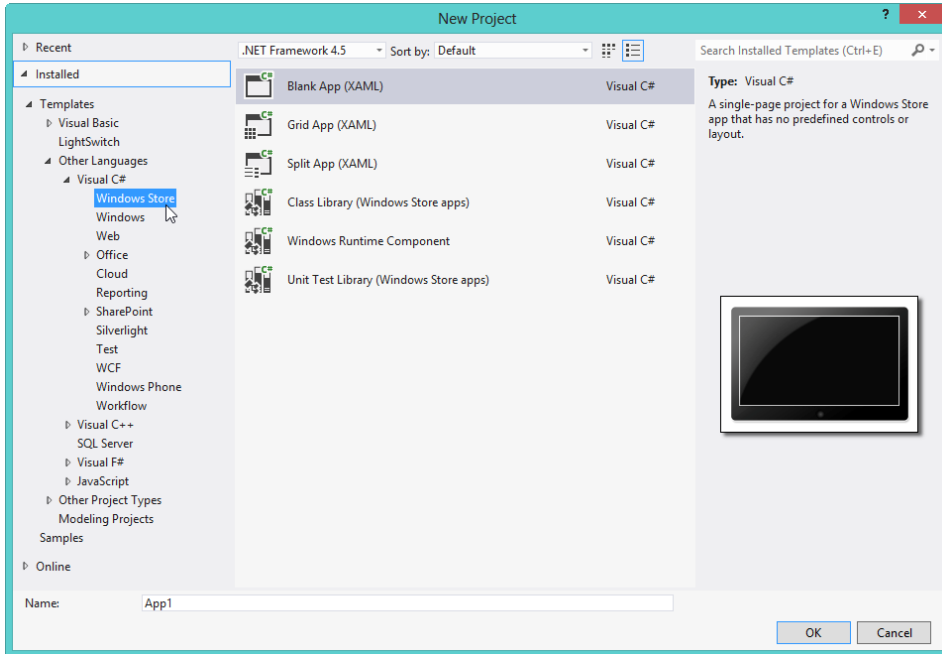 New Project
? ×
Recent
Installed
Templates
Visual Basic
LightSwitch
Other Languages
Visual C#
Windows Store
Windows
Web
Office
Cloud
Reporting
SharePoint
Silverlight
Test
WCF
Windows Phone
Workflow
Visual C++
SQL Server
Visual F#
JavaScript
Other Project Types
Modeling Projects
Samples
Online
.NET Framework 4.5 Sort by: Default
C# Blank App (XAML) Visual C#
C# Grid App (XAML) Visual C#
C# Split App (XAML) Visual C#
C# Class Library (Windows Store apps) Visual C#
C# Windows Runtime Component Visual C#
C# Unit Test Library (Windows Store apps) Visual C#
Search Installed Templates (Ctrl+E)
Type: Visual C#
A single-page project for a Windows Store
app that has no predefined controls or
layout.
Name: App1
OK Cancel